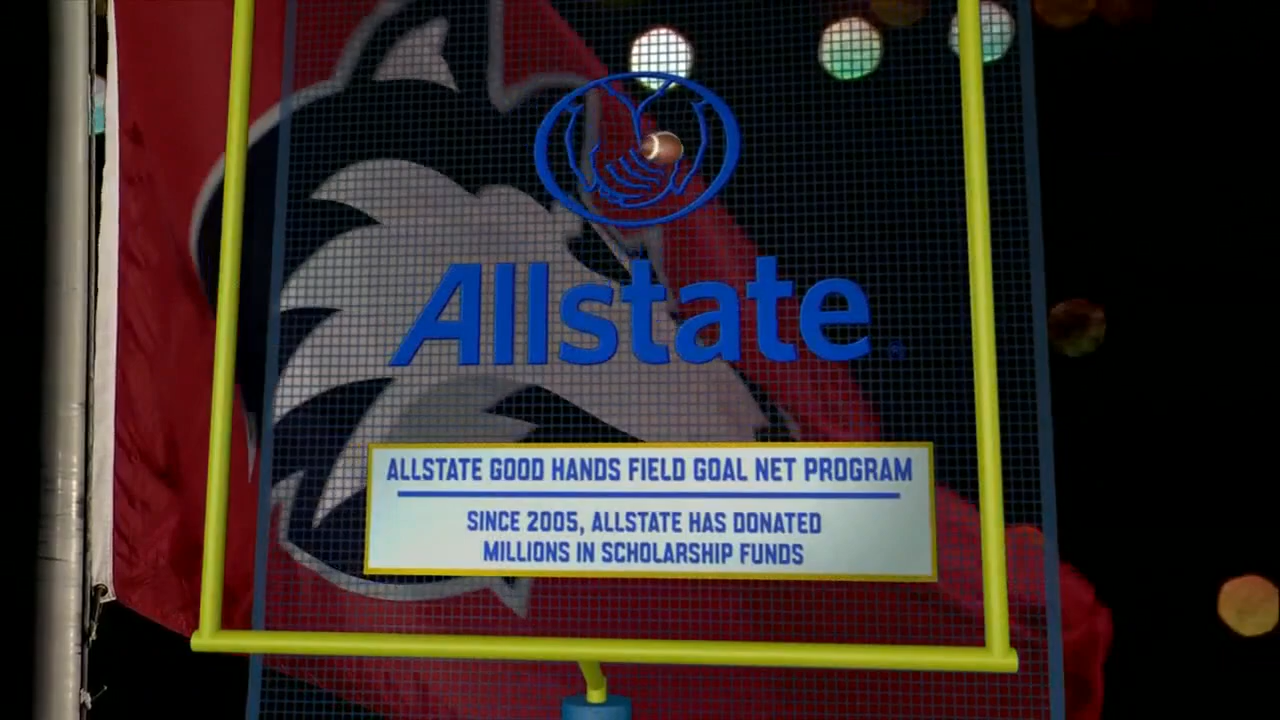 Allstate®
ALLSTATE GOOD HANDS FIELD GOAL NET PROGRAM
SINCE 2005, ALLSTATE HAS DONATED
MILLIONS IN SCHOLARSHIP FUNDS